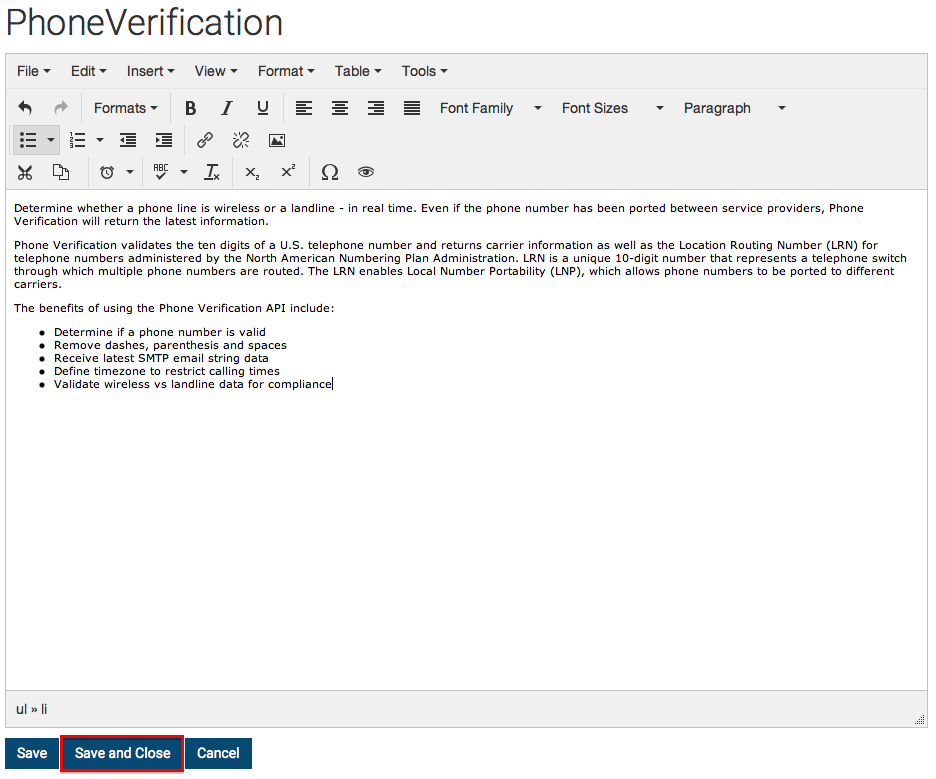 PhoneVerification
File Edit Insert View Format Table Tools
Formats B I U Font Family Font Sizes Paragraph
ABC Ix x2 x2 Ω
Determine whether a phone line is wireless or a landline - in real time. Even if the phone number has been ported between service providers, Phone
Verification will return the latest information.
Phone Verification validates the ten digits of a U.S. telephone number and returns carrier information as well as the Location Routing Number (LRN) for
telephone numbers administered by the North American Numbering Plan Administration. LRN is a unique 10-digit number that represents a telephone switch
through which multiple phone numbers are routed. The LRN enables Local Number Portability (LNP), which allows phone numbers to be ported to different
carriers.
The benefits of using the Phone Verification API include:
• Determine if a phone number is valid
• Remove dashes, parenthesis and spaces
• Receive latest SMTP email string data
• Define timezone to restrict calling times
• Validate wireless vs landline data for compliance
ul » li
Save Save and Close Cancel